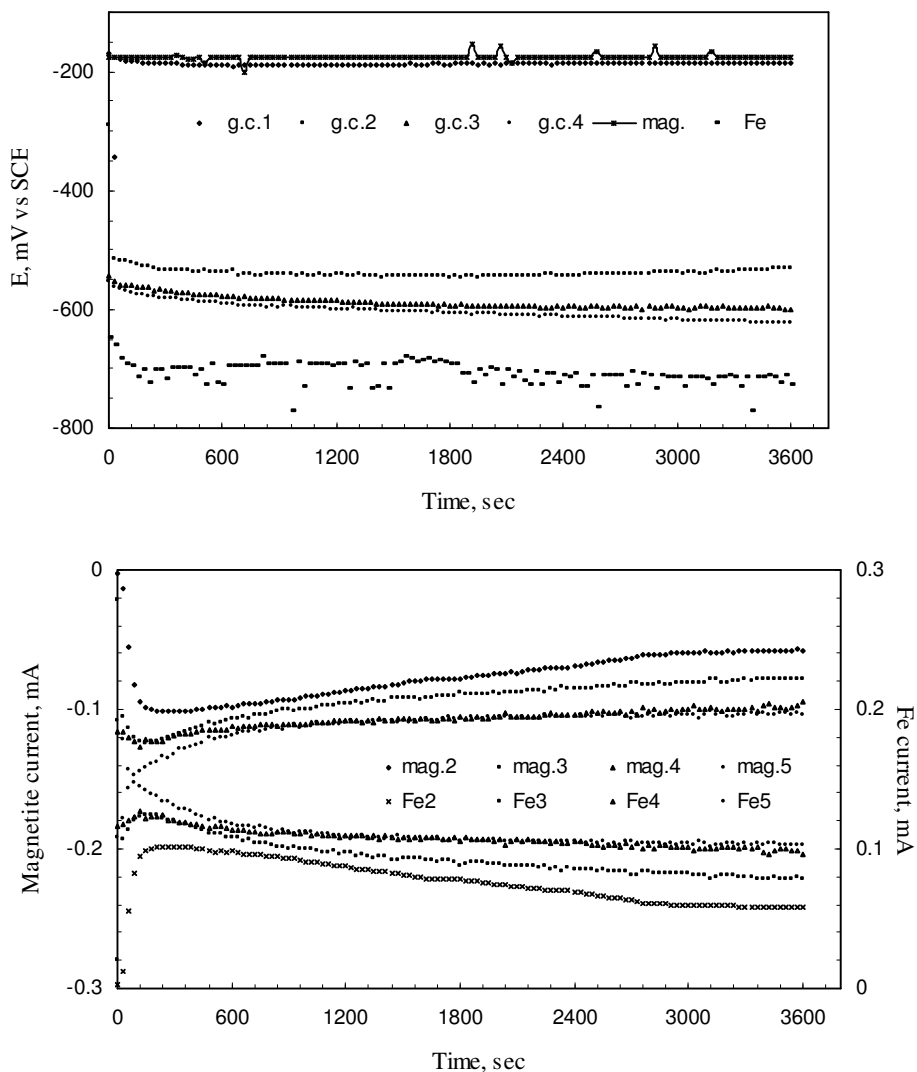 -200
-400
-600
-800
E, mV vs SCE
g.c.1 g.c.2 g.c.3 g.c.4 mag. Fe
0 600 1200 1800 2400 3000 3600
Time, sec
0
-0.1
-0.2
-0.3
Magnetite current, mA
0.3
0.2
0.1
0
Fe current, mA
mag.2 mag.3 mag.4 mag.5
Fe2 Fe3 Fe4 Fe5
0 600 1200 1800 2400 3000 3600
Time, sec